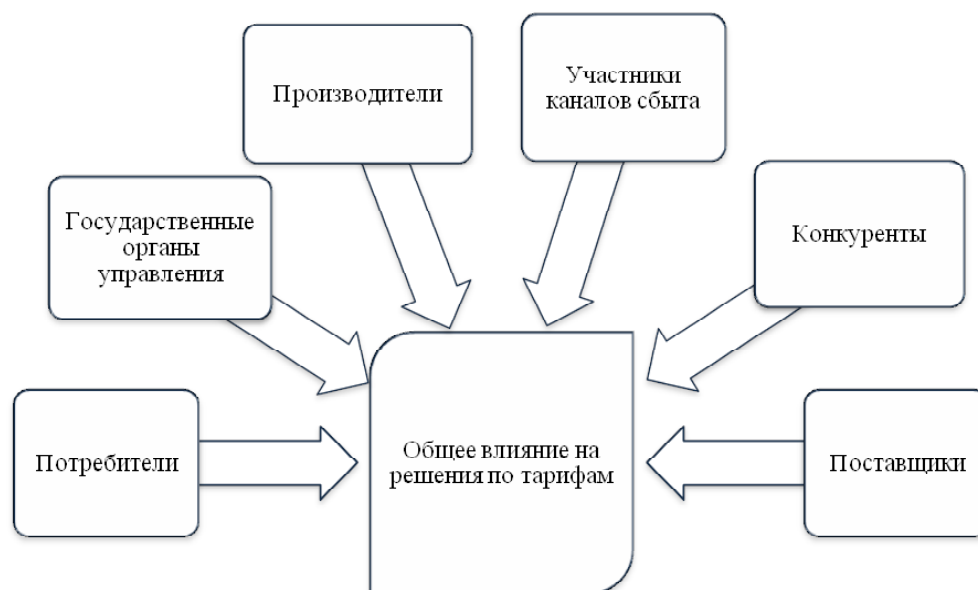 Производители
Участники
каналов сбыта
Государственные
органы
управления
Конкуренты
Потребители
Общее влияние на
решения по тарифам
Поставщики